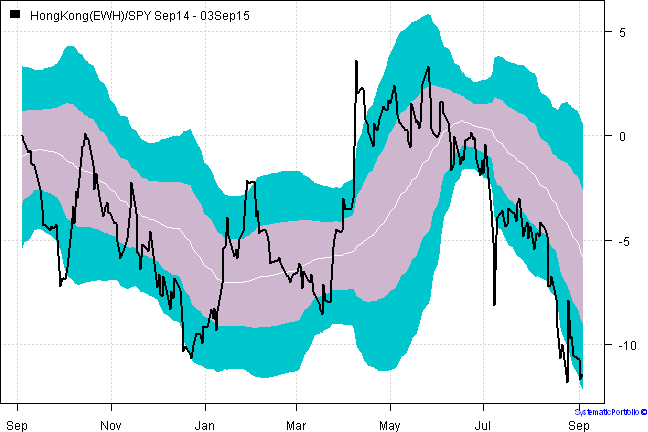 HongKong(EWH)/SPY Sep14 - 03Sep15
5
0
-5
-10
Sep Nov Jan Mar May Jul Sep
SystematicPortfolio ©